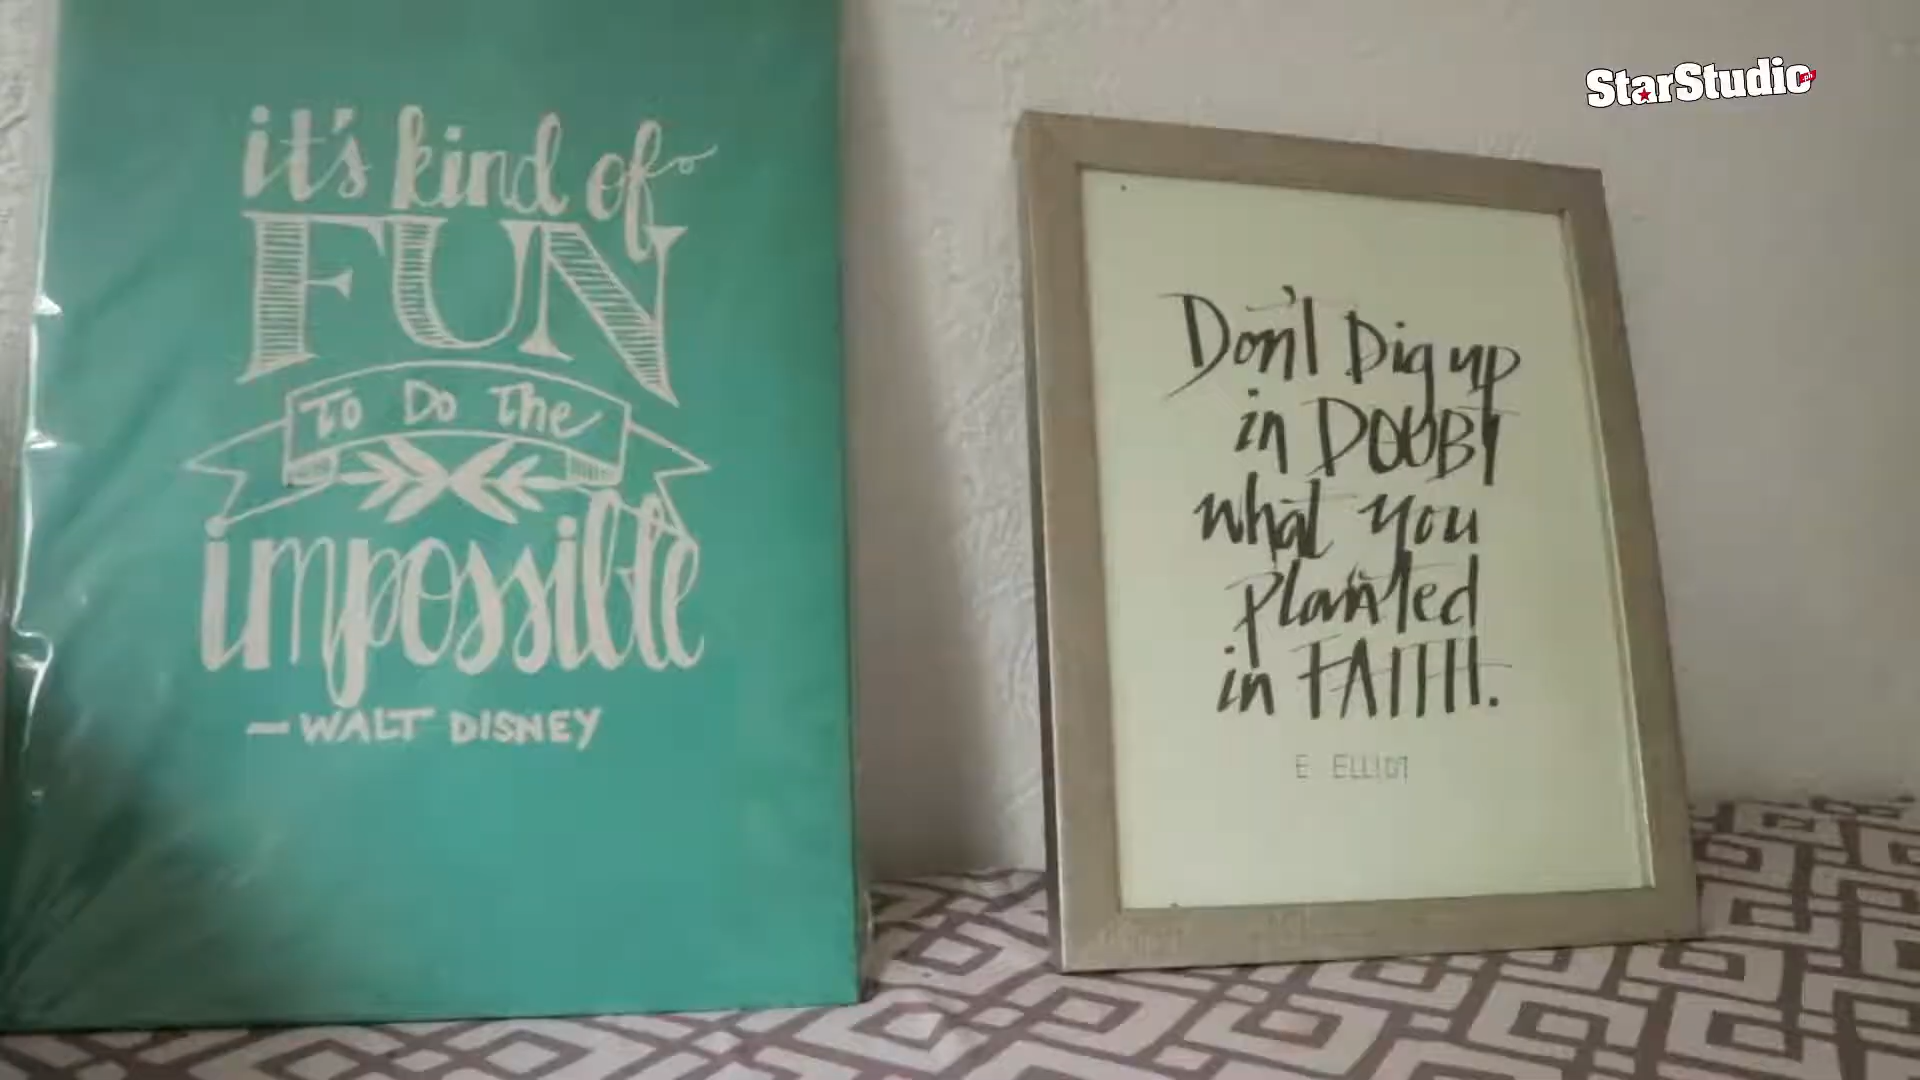 it's kind of
FUN
To Do The
impossible
— WALT DISNEY
Don't Dig up
in DOUBT
what you
planted
in FAITH.
E ELLIOT
StarStudio.ph